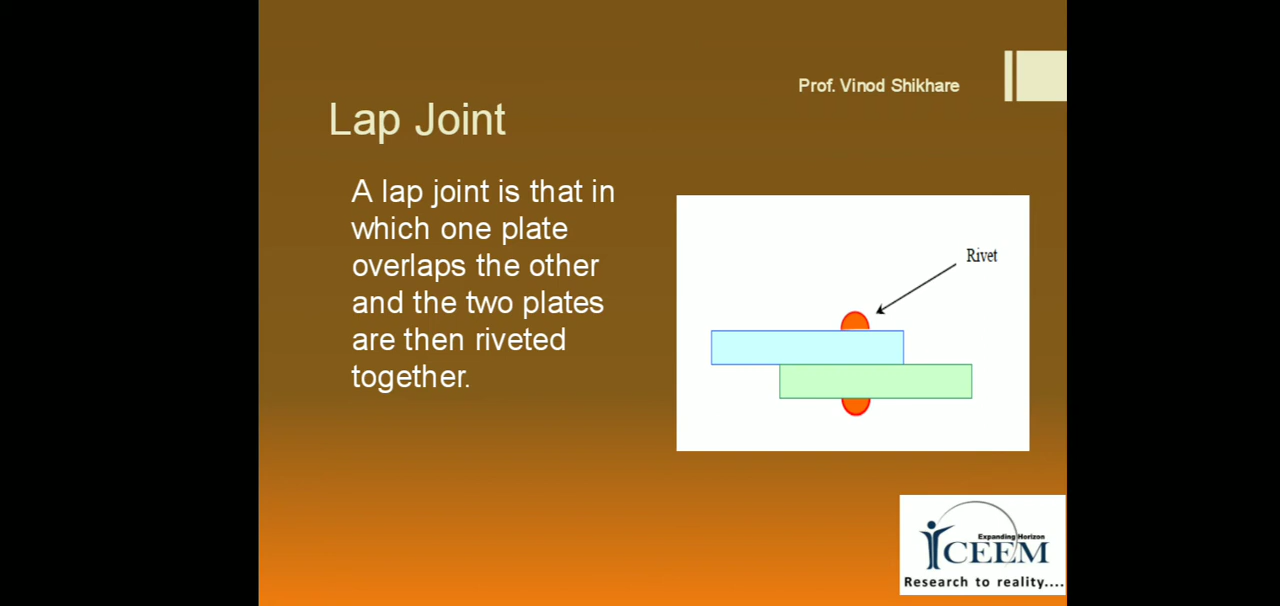 Prof. Vinod Shikhare
Lap Joint
A lap joint is that in
which one plate
overlaps the other
and the two plates
are then riveted
together.
Rivet
Expanding Horizon
ICEEM
Research to reality....